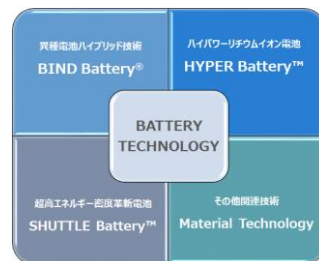 異種電池ハイブリッド技術
BIND Battery®
ハイパワーリチウムイオン電池
HYPER Battery™
BATTERY
TECHNOLOGY
超高エネルギー密度革新電池
SHUTTLE Battery™
その他関連技術
Material Technology